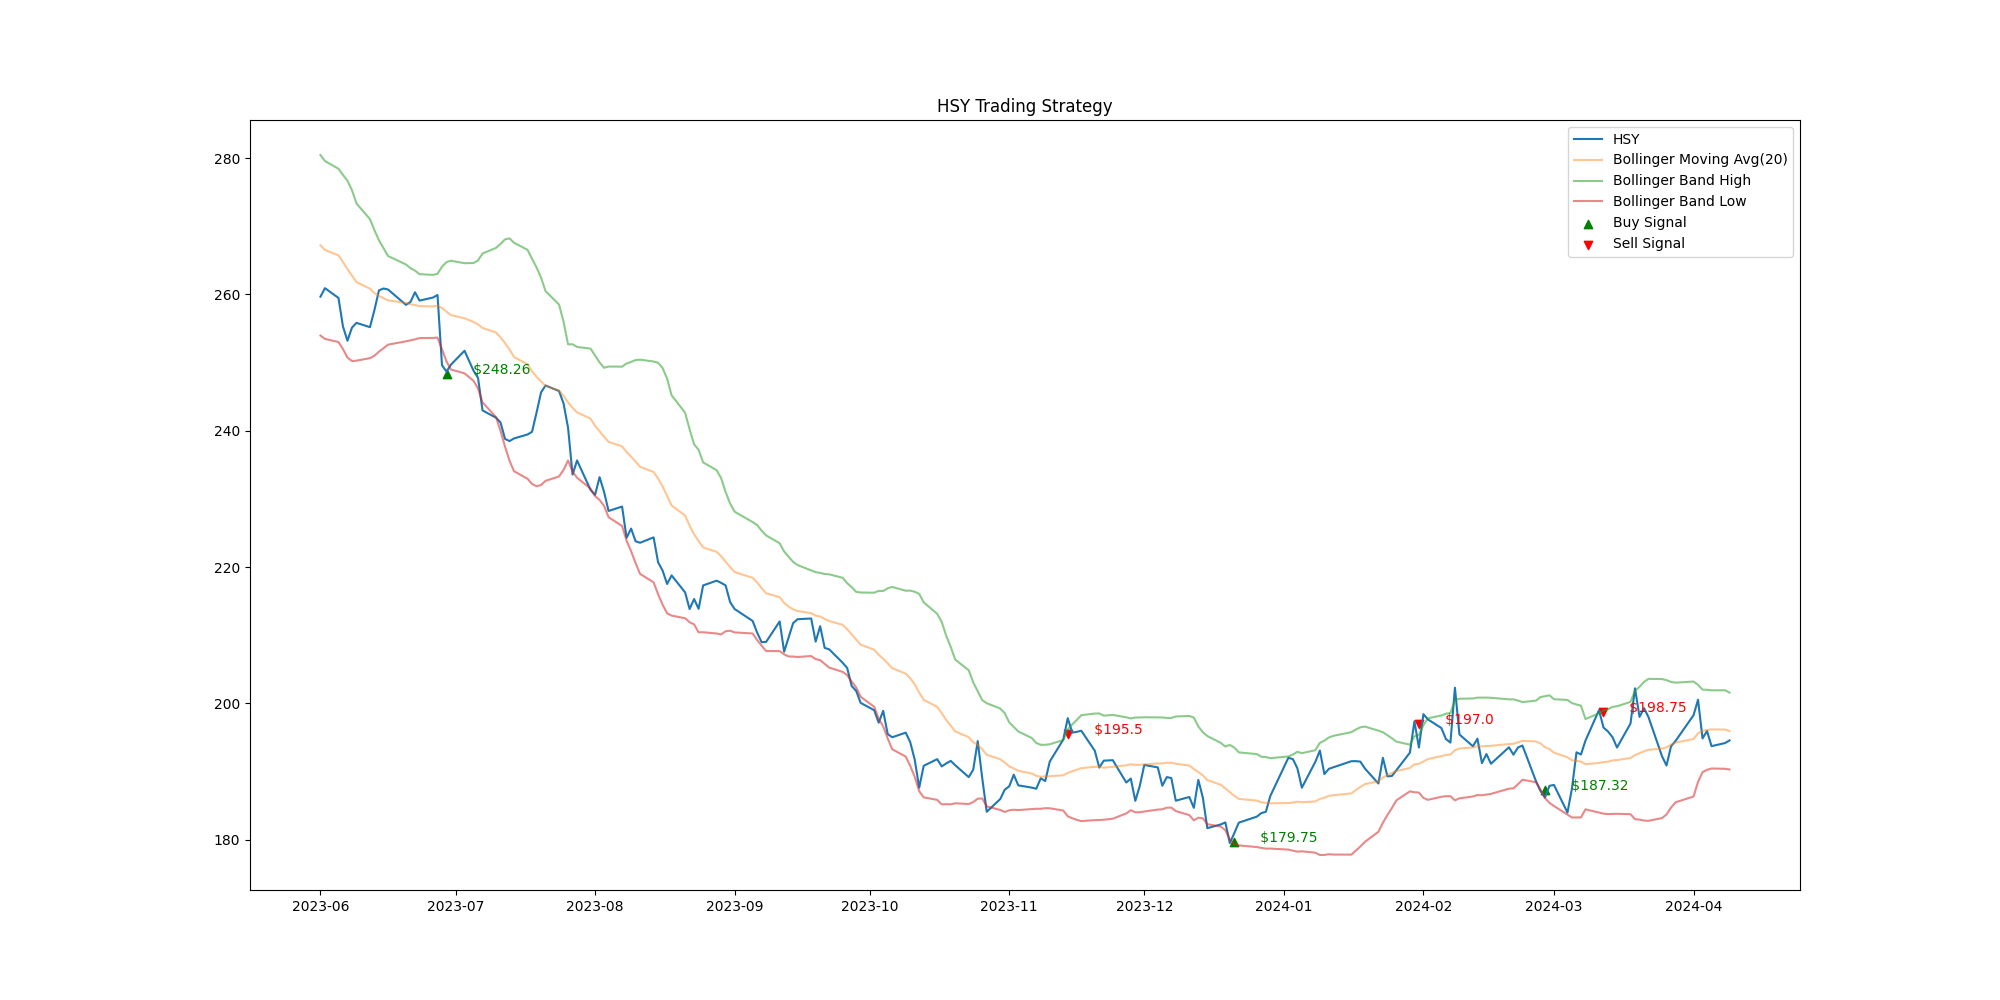 HSY Trading Strategy
HSY
Bollinger Moving Avg(20)
Bollinger Band High
Bollinger Band Low
Buy Signal
Sell Signal
280
260
240
220
200
180
$248.26
$195.5
$179.75
$197.0
$187.32
$198.75
2023-06 2023-07 2023-08 2023-09 2023-10 2023-11 2023-12 2024-01 2024-02 2024-03 2024-04